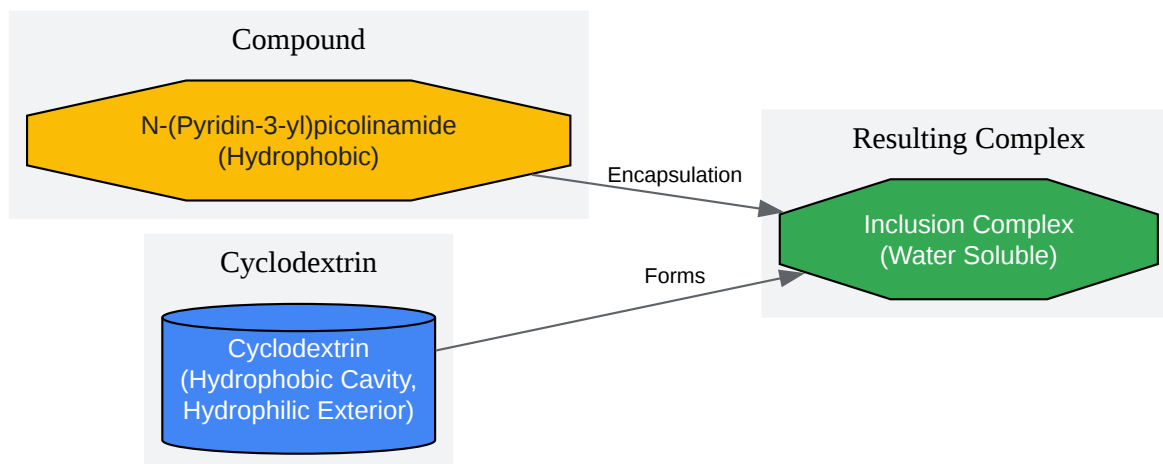 Compound
N-(Pyridin-3-yl)picolinamide
(Hydrophobic)
Encapsulation
Cyclodextrin
Cyclodextrin
(Hydrophobic Cavity,
Hydrophilic Exterior)
Forms
Resulting Complex
Inclusion Complex
(Water Soluble)